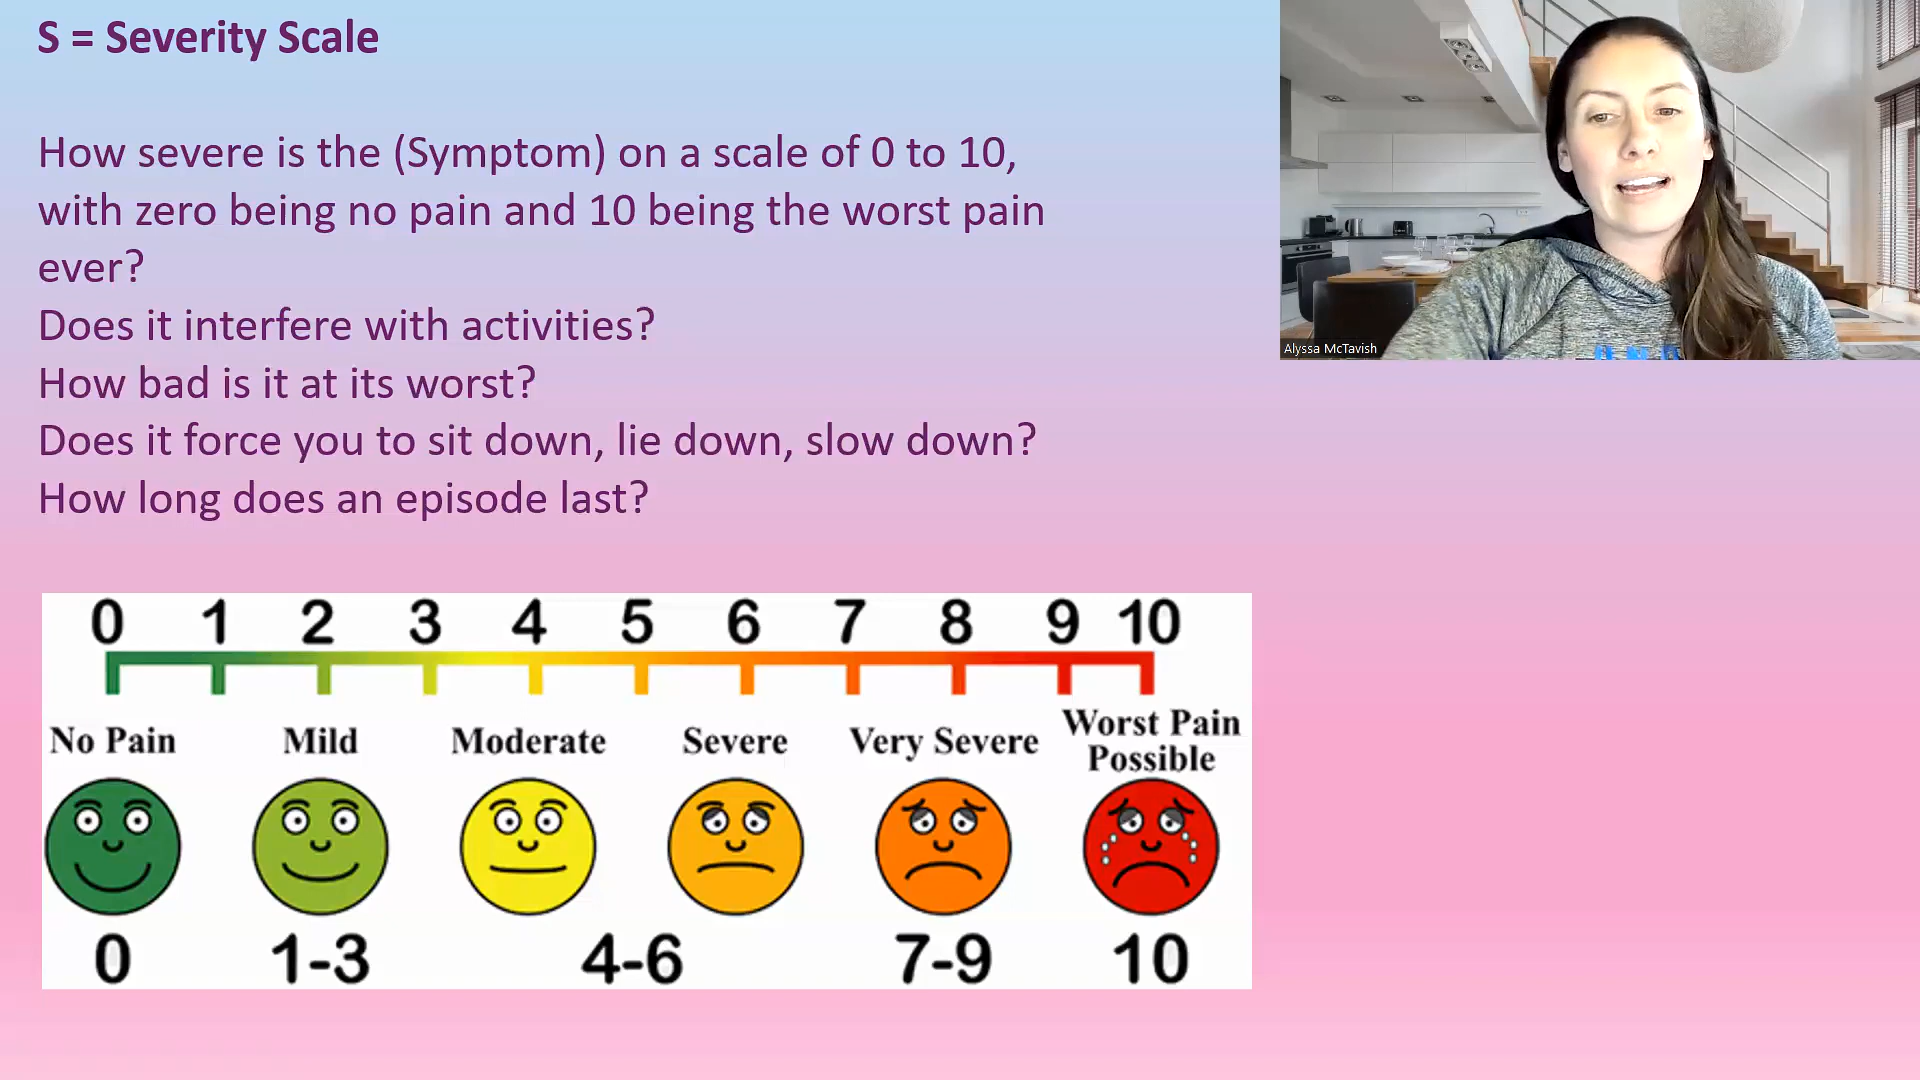 S = Severity Scale
How severe is the (Symptom) on a scale of 0 to 10,
with zero being no pain and 10 being the worst pain
ever?
Does it interfere with activities?
How bad is it at its worst?
Does it force you to sit down, lie down, slow down?
How long does an episode last?
Alyssa McTavish
0 1 2 3 4 5 6 7 8 9 10
No Pain Mild Moderate Severe Very Severe Worst Pain
Possible
0 1-3 4-6 7-9 10